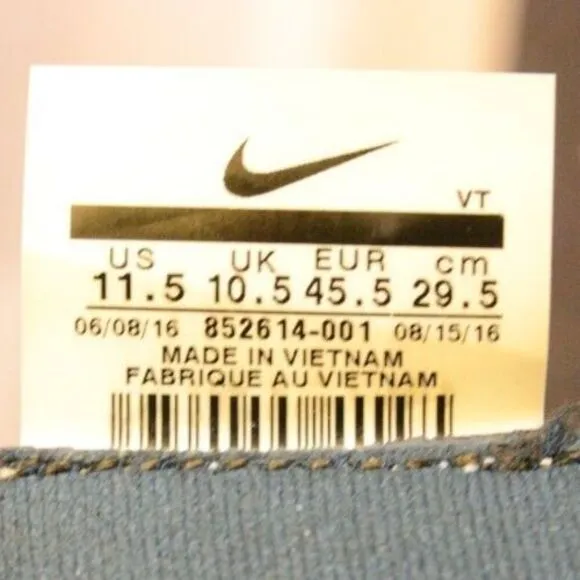 VT
US UK EUR cm
11.5 10.5 45.5 29.5
06/08/16 852614-001 08/15/16
MADE IN VIETNAM
FABRIQUE AU VIETNAM